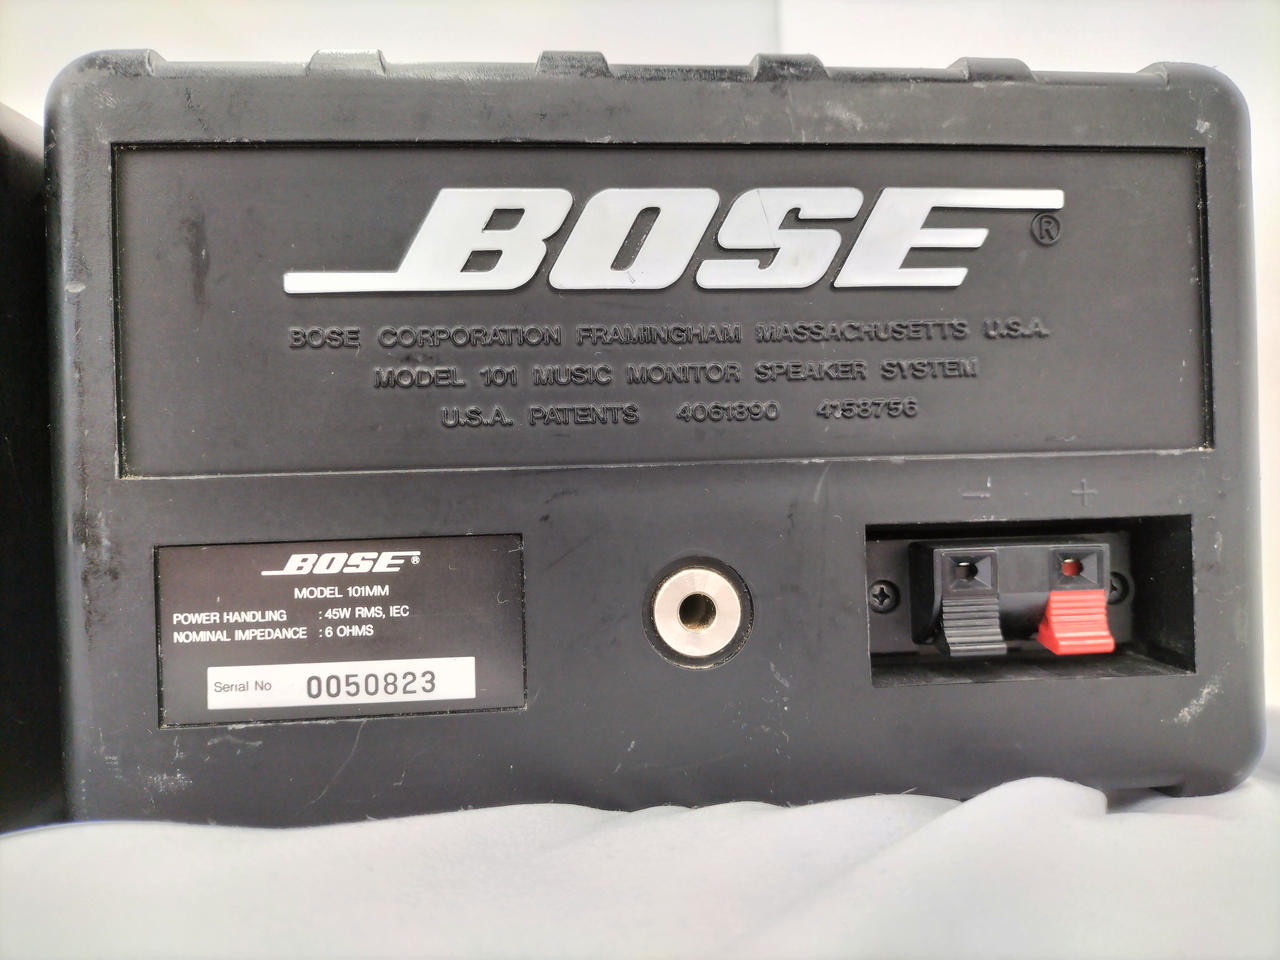 BOSE®
BOSE CORPORATION FRAMINGHAM MASSACHUSETTS U.S.A.
MODEL 101 MUSIC MONITOR SPEAKER SYSTEM
U.S.A. PATENTS 4061890 4158756
- +
BOSE®
MODEL 101MM
POWER HANDLING : 45W RMS, IEC
NOMINAL IMPEDANCE : 6 OHMS
Serial No 0050823